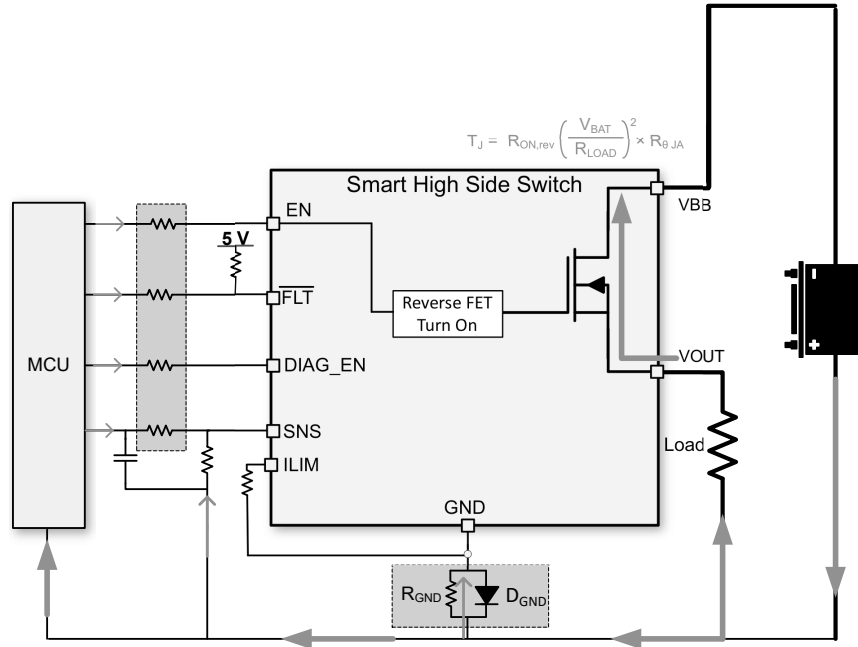 T_J = R_ON,rev (V_BAT / R_LOAD)^2 × R_θJA
Smart High Side Switch
VBB
EN
5 V
FLT
Reverse FET
Turn On
-
+
MCU
DIAG_EN
VOUT
SNS
Load
ILIM
GND
R_GND
D_GND